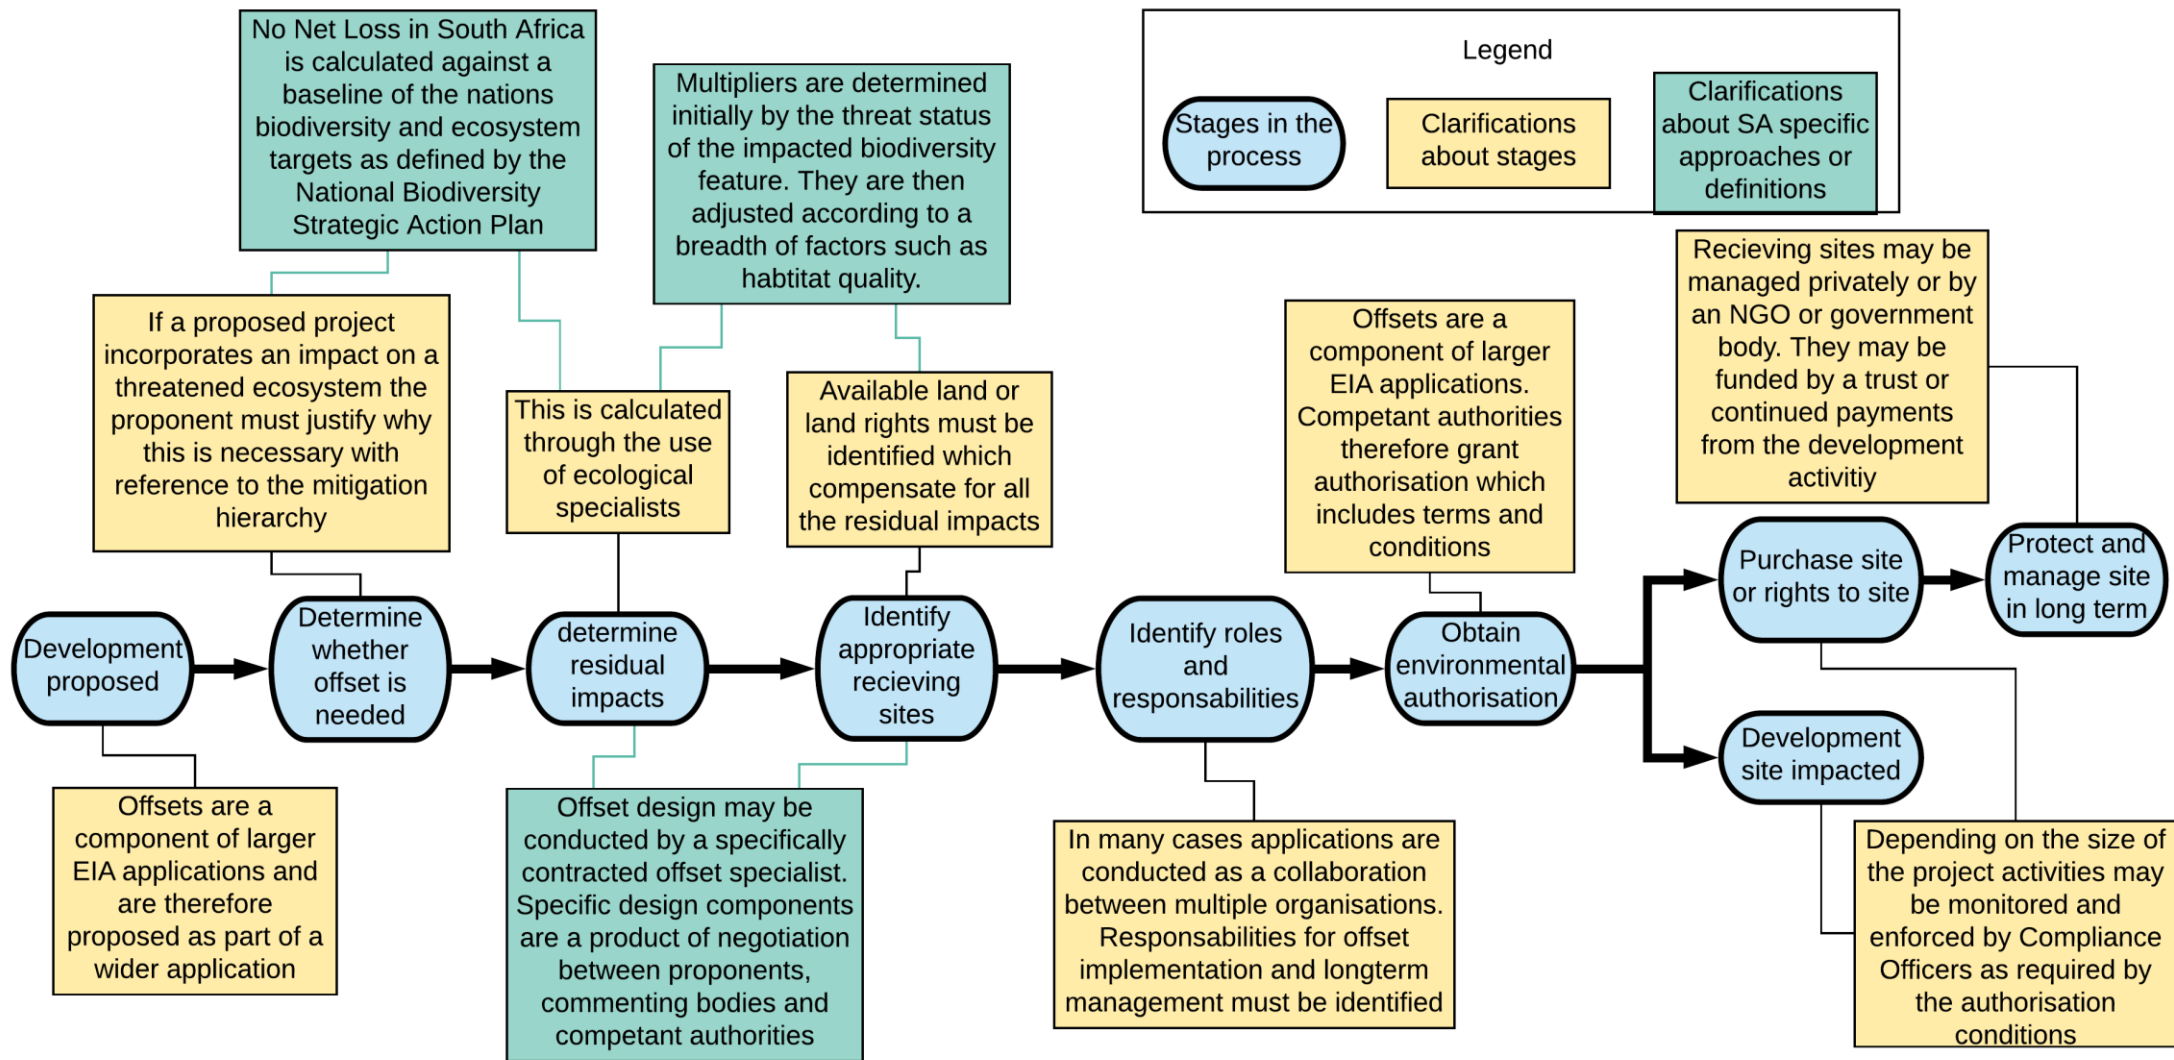 No Net Loss in South Africa
is calculated against a
baseline of the nations
biodiversity and ecosystem
targets as defined by the
National Biodiversity
Strategic Action Plan
Multipliers are determined
initially by the threat status
of the impacted biodiversity
feature. They are then
adjusted according to a
breadth of factors such as
habtitat quality.
Legend
Stages in the
process
Clarifications
about stages
Clarifications
about SA specific
approaches or
definitions
If a proposed project
incorporates an impact on a
threatened ecosystem the
proponent must justify why
this is necessary with
reference to the mitigation
hierarchy
This is calculated
through the use
of ecological
specialists
Available land or
land rights must be
identified which
compensate for all
the residual impacts
Offsets are a
component of larger
EIA applications.
Competant authorities
therefore grant
authorisation which
includes terms and
conditions
Recieving sites may be
managed privately or by
an NGO or government
body. They may be
funded by a trust or
continued payments
from the development
activitiy
Development
proposed
Determine
whether
offset is
needed
determine
residual
impacts
Identify
appropriate
recieving
sites
Identify roles
and
responsabilities
Obtain
environmental
authorisation
Purchase site
or rights to site
Protect and
manage site
in long term
Development
site impacted
Offsets are a
component of larger
EIA applications and
are therefore
proposed as part of a
wider application
Offset design may be
conducted by a specifically
contracted offset specialist.
Specific design components
are a product of negotiation
between proponents,
commenting bodies and
competant authorities
In many cases applications are
conducted as a collaboration
between multiple organisations.
Responsabilities for offset
implementation and longterm
management must be identified
Depending on the size of
the project activities may
be monitored and
enforced by Compliance
Officers as required by
the authorisation
conditions